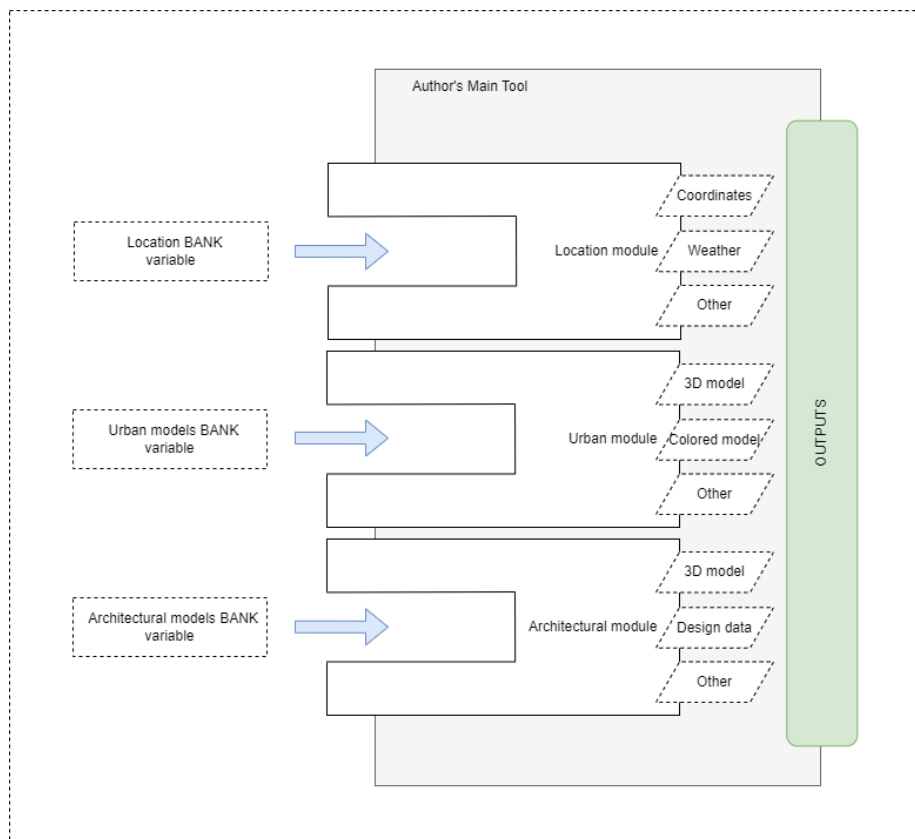 Author's Main Tool
Coordinates
Location BANK
variable
Location module
Weather
Other
3D model
Urban models BANK
variable
Urban module
Colored model
Other
3D model
Architectural models BANK
variable
Architectural module
Design data
Other
OUTPUTS